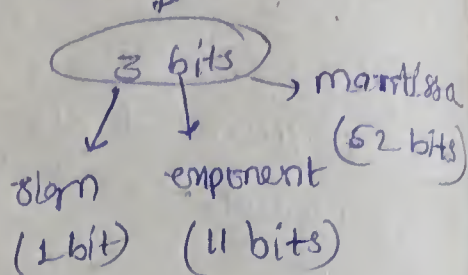 3 bits
mantissa
(52 bits)
sign exponent
(1 bit) (11 bits)